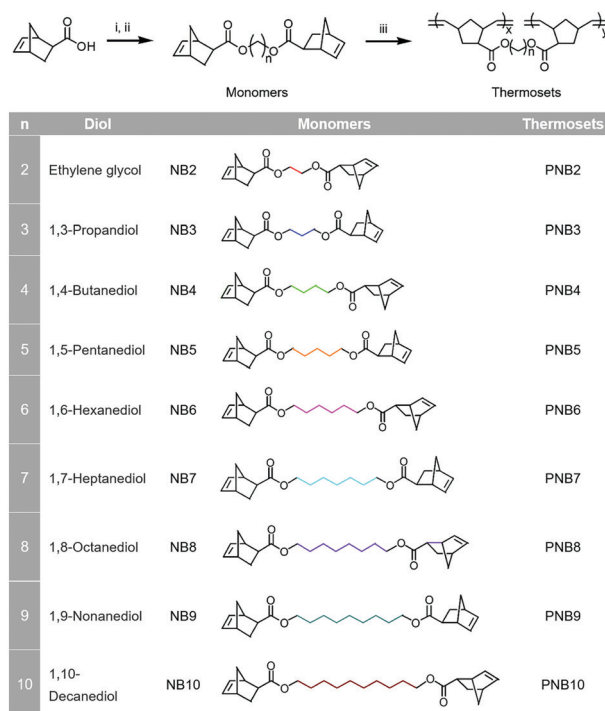 OH
O
i, ii
O
O
n
O
O
iii
x
y
O
O
n
O
O
Monomers
Thermosets
n Diol Monomers Thermosets
2 Ethylene glycol NB2 O O O O PNB2
3 1,3-Propandiol NB3 O O O O PNB3
4 1,4-Butanediol NB4 O O O O PNB4
5 1,5-Pentanediol NB5 O O O O PNB5
6 1,6-Hexanediol NB6 O O O O PNB6
7 1,7-Heptanediol NB7 O O O O PNB7
8 1,8-Octanediol NB8 O O O O PNB8
9 1,9-Nonanediol NB9 O O O O PNB9
10 1,10-
Decanediol NB10 O O O O PNB10